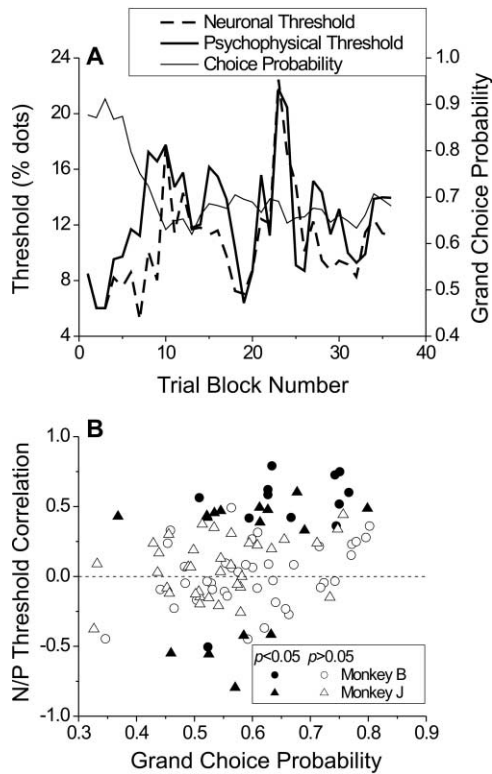 Neuronal Threshold
Psychophysical Threshold
Choice Probability
A
24
20
16
12
8
4
Threshold (% dots)
1.0
0.9
0.8
0.7
0.6
0.5
0.4
Grand Choice Probability
0 10 20 30 40
Trial Block Number
B
1.0
0.5
0.0
-0.5
-1.0
N/P Threshold Correlation
p<0.05 p>0.05
Monkey B
Monkey J
0.3 0.4 0.5 0.6 0.7 0.8 0.9
Grand Choice Probability